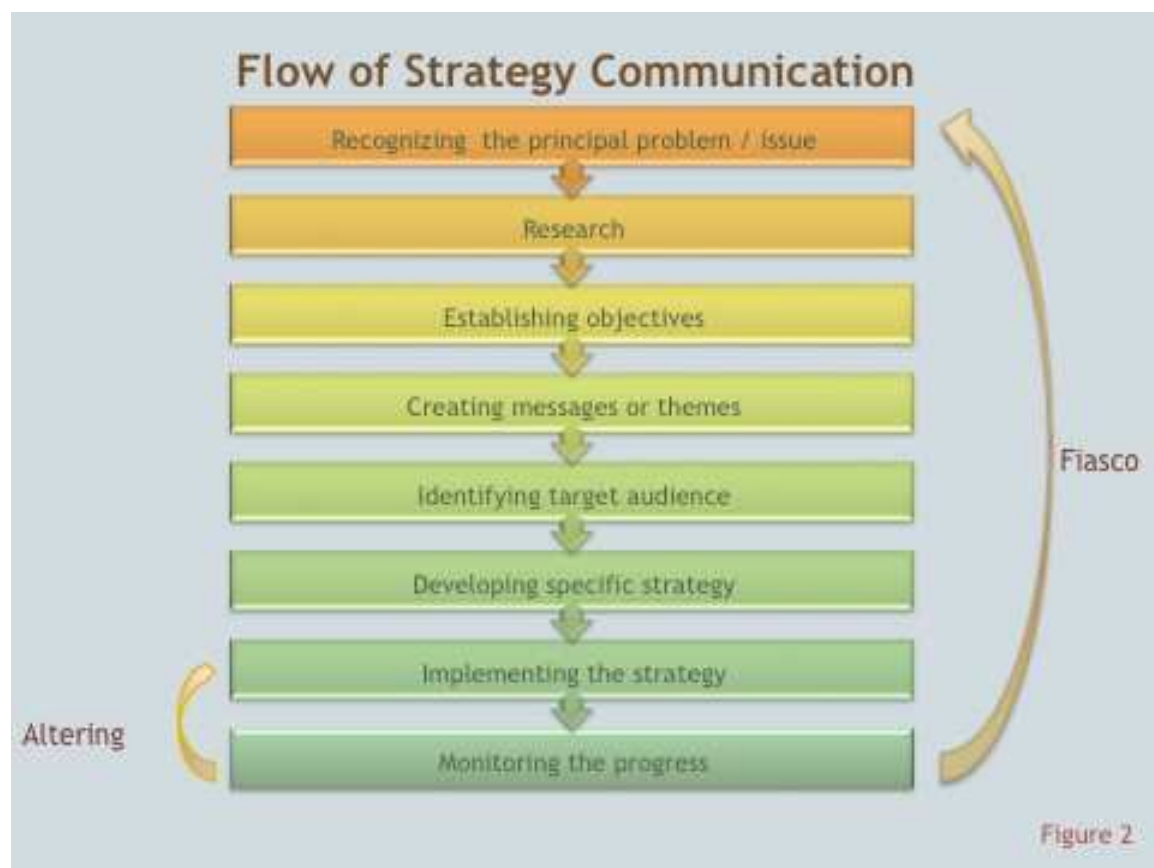 Flow of Strategy Communication
Recognizing the principal problem / issue
Research
Establishing objectives
Creating messages or themes
Identifying target audience
Developing specific strategy
Implementing the strategy
Monitoring the progress
Altering
Fiasco
Figure 2